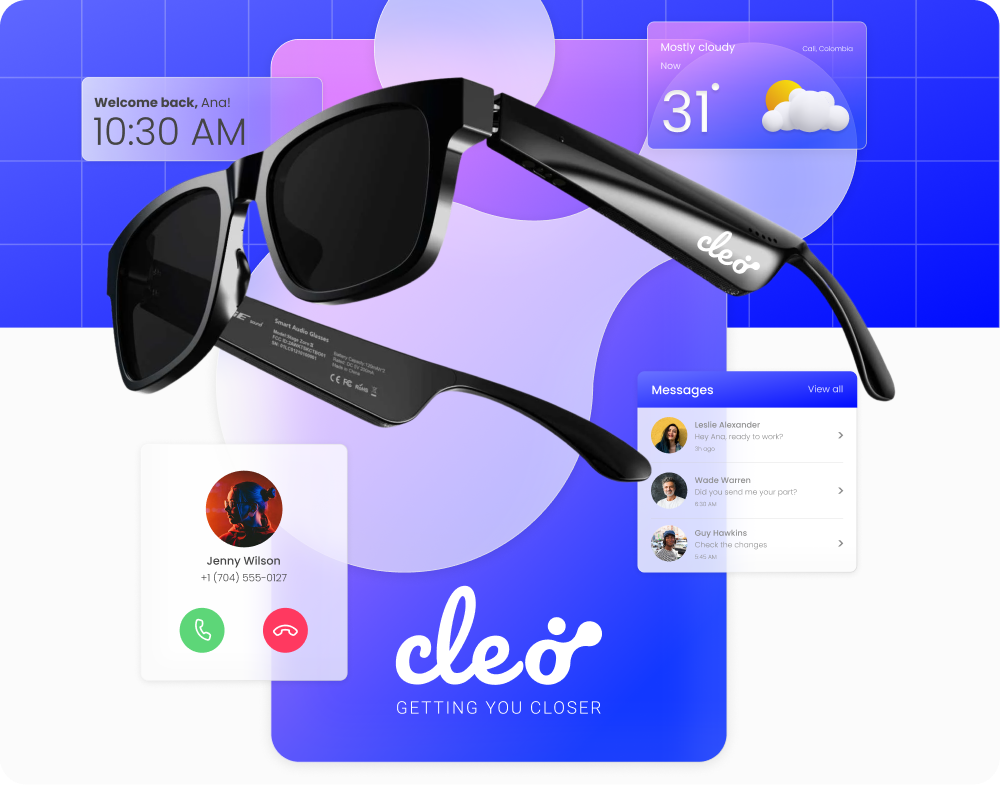 Welcome back, Ana!
10:30 AM
Mostly cloudy
Cali, Colombia
Now
31°
cleo
Smart Audio Glasses
Made in China
Messages
View all
Leslie Alexander
Hey Ana, ready to work?
3h ago
Wade Warren
Did you send me your part?
6:30 AM
Guy Hawkins
Check the changes
5:45 AM
Jenny Wilson
+1 (704) 555-0127
cleo
GETTING YOU CLOSER